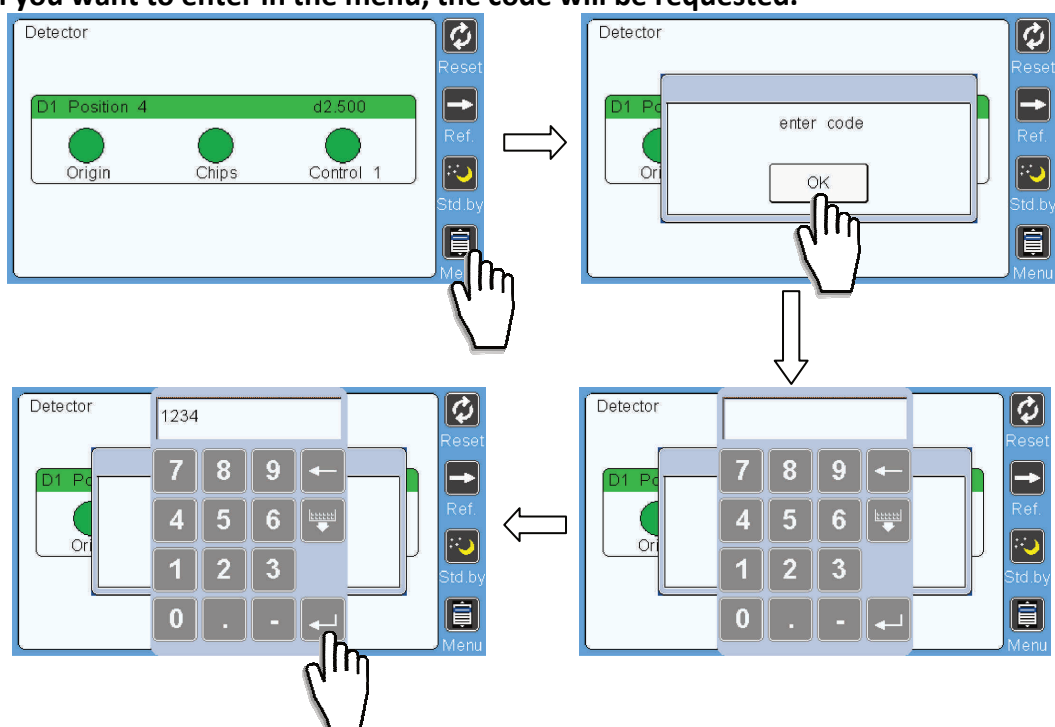 you want to enter in the menu, the code will be requested.
Detector
D1 Position 4 d2.500
Origin Chips Control 1
Reset
Ref.
Std.by
Detector
enter code
OK
D1
Reset
Ref.
Std.by
Menu
Detector
1234
7 8 9
4 5 6
1 2 3
0 . -
D1
Reset
Ref.
Std.by
Menu
Detector
7 8 9
4 5 6
1 2 3
0 . -
D1
Reset
Ref.
Std.by
Menu